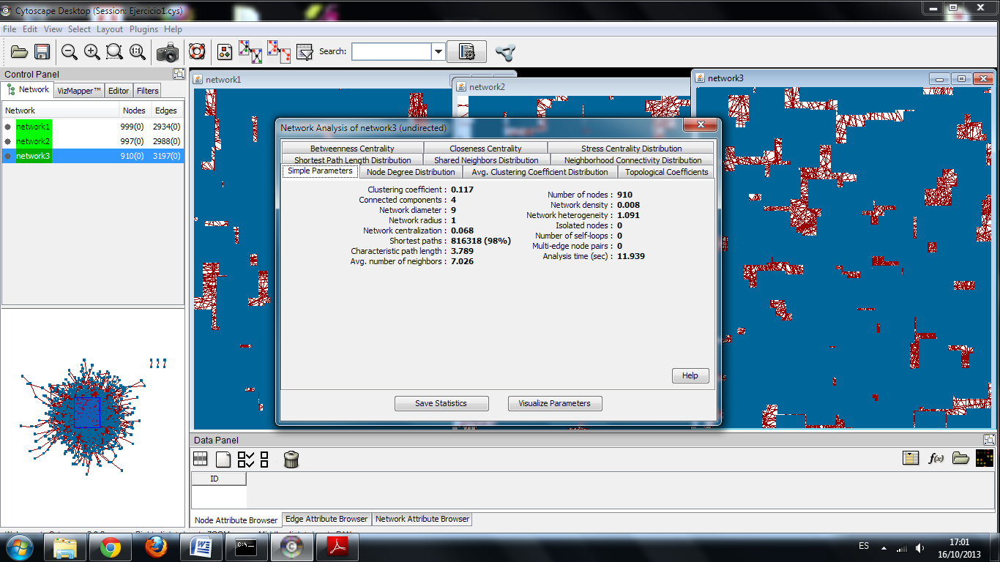 Cytoscape Desktop (Session: Ejercicio1.cys)
File Edit View Select Layout Plugins Help
Search:
Control Panel
Network VizMapper™ Editor Filters
Network Nodes Edges
network1 999(0) 2934(0)
network2 997(0) 2988(0)
network3 910(0) 3197(0)
network1
network2
network3
Network Analysis of network3 (undirected)
Betweenness Centrality Closeness Centrality Stress Centrality Distribution
Shortest Path Length Distribution Shared Neighbors Distribution Neighborhood Connectivity Distribution
Simple Parameters Node Degree Distribution Avg. Clustering Coefficient Distribution Topological Coefficients
Clustering coefficient : 0.117
Connected components : 4
Network diameter : 9
Network radius : 1
Network centralization : 0.068
Shortest paths : 816318 (98%)
Characteristic path length : 3.789
Avg. number of neighbors : 7.026
Number of nodes : 910
Network density : 0.008
Network heterogeneity : 1.091
Isolated nodes : 0
Number of self-loops : 0
Multi-edge node pairs : 0
Analysis time (sec) : 11.939
Help
Save Statistics Visualize Parameters
Data Panel
f(x)
ID
Node Attribute Browser Edge Attribute Browser Network Attribute Browser
C:\
ES
17:01
16/10/2013